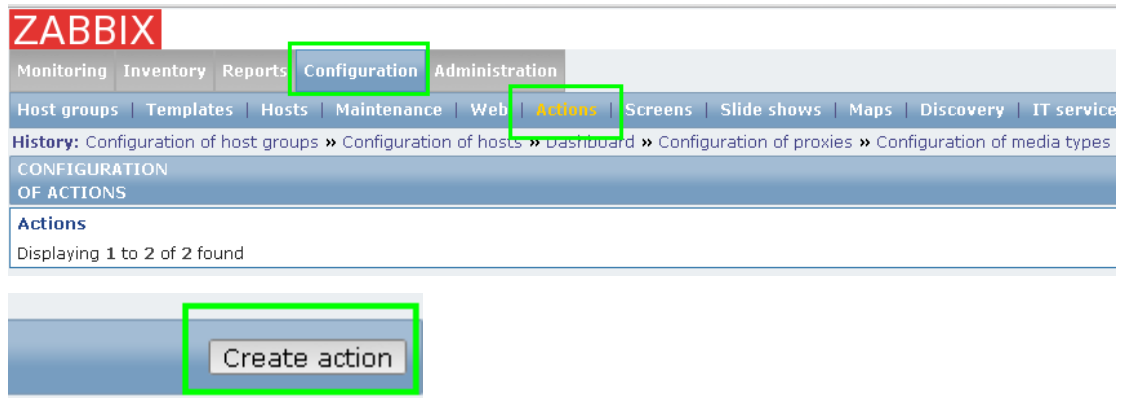 ZABBIX
Monitoring Inventory Reports Configuration Administration
Host groups | Templates | Hosts | Maintenance | Web | Actions | Screens | Slide shows | Maps | Discovery | IT service
History: Configuration of host groups » Configuration of hosts » Dashboard » Configuration of proxies » Configuration of media types
CONFIGURATION
OF ACTIONS
Actions
Displaying 1 to 2 of 2 found
Create action